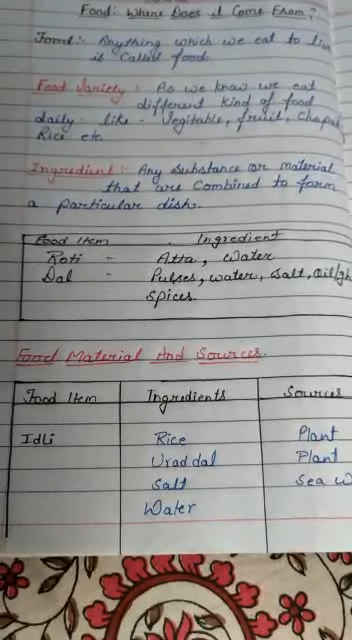 Food: Where Does it Come From?
Food:- Anything which we eat to
is Called food.
Food Variety: As we know we eat
different kind of food
daily - like - Vegitable, fruit,
Rice etc
Ingredient:- Any Substance or material
that are Combined to form
a particular dish.
Food Item Ingredient
Roti - Atta, water
Dal - Pulses, water, Salt, Oil/
Spices.
Food Material And Sources.
Food Item Ingredients Sources
Idli Rice Plant
Urad dal Plant
Salt Sea
Water